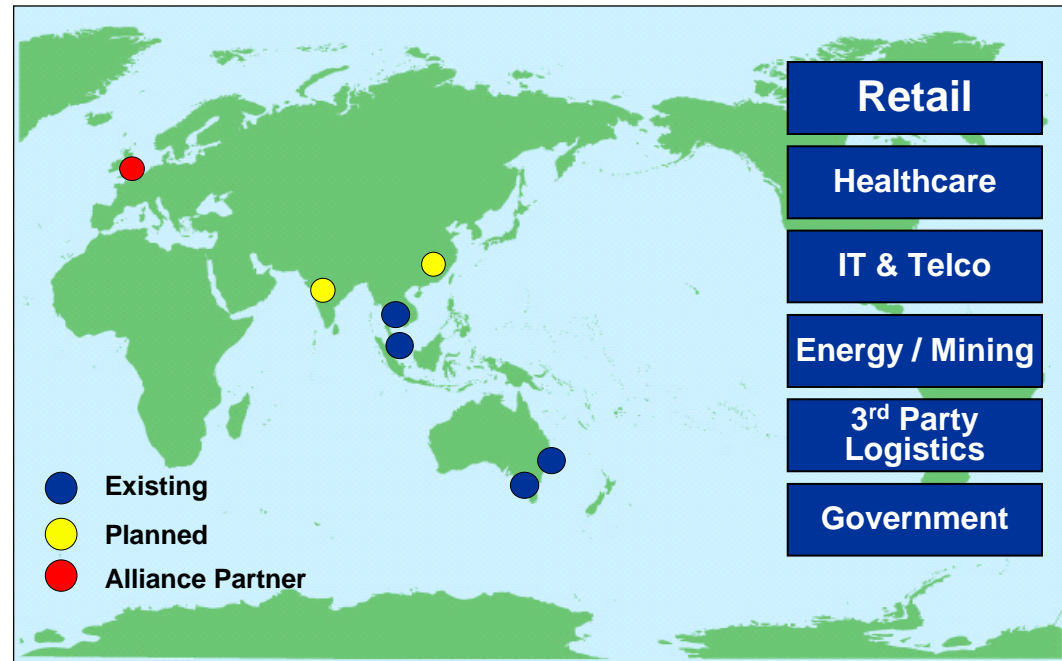 Retail
Healthcare
IT & Telco
Energy / Mining
3rd Party
Logistics
Government
Existing
Planned
Alliance Partner